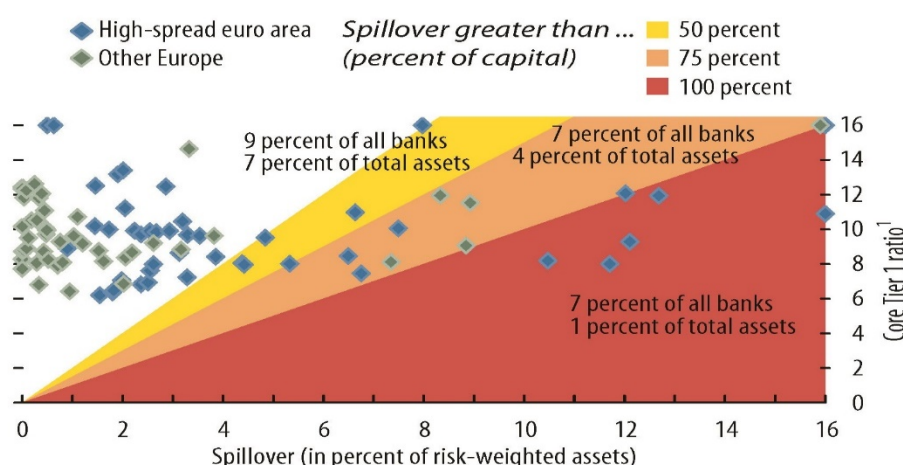 High-spread euro area
Other Europe
Spillover greater than ...
(percent of capital)
50 percent
75 percent
100 percent
9 percent of all banks
7 percent of total assets
7 percent of all banks
4 percent of total assets
7 percent of all banks
1 percent of total assets
16
14
12
10
8
6
4
2
0
Core Tier 1 ratio¹
0 2 4 6 8 10 12 14 16
Spillover (in percent of risk-weighted assets)